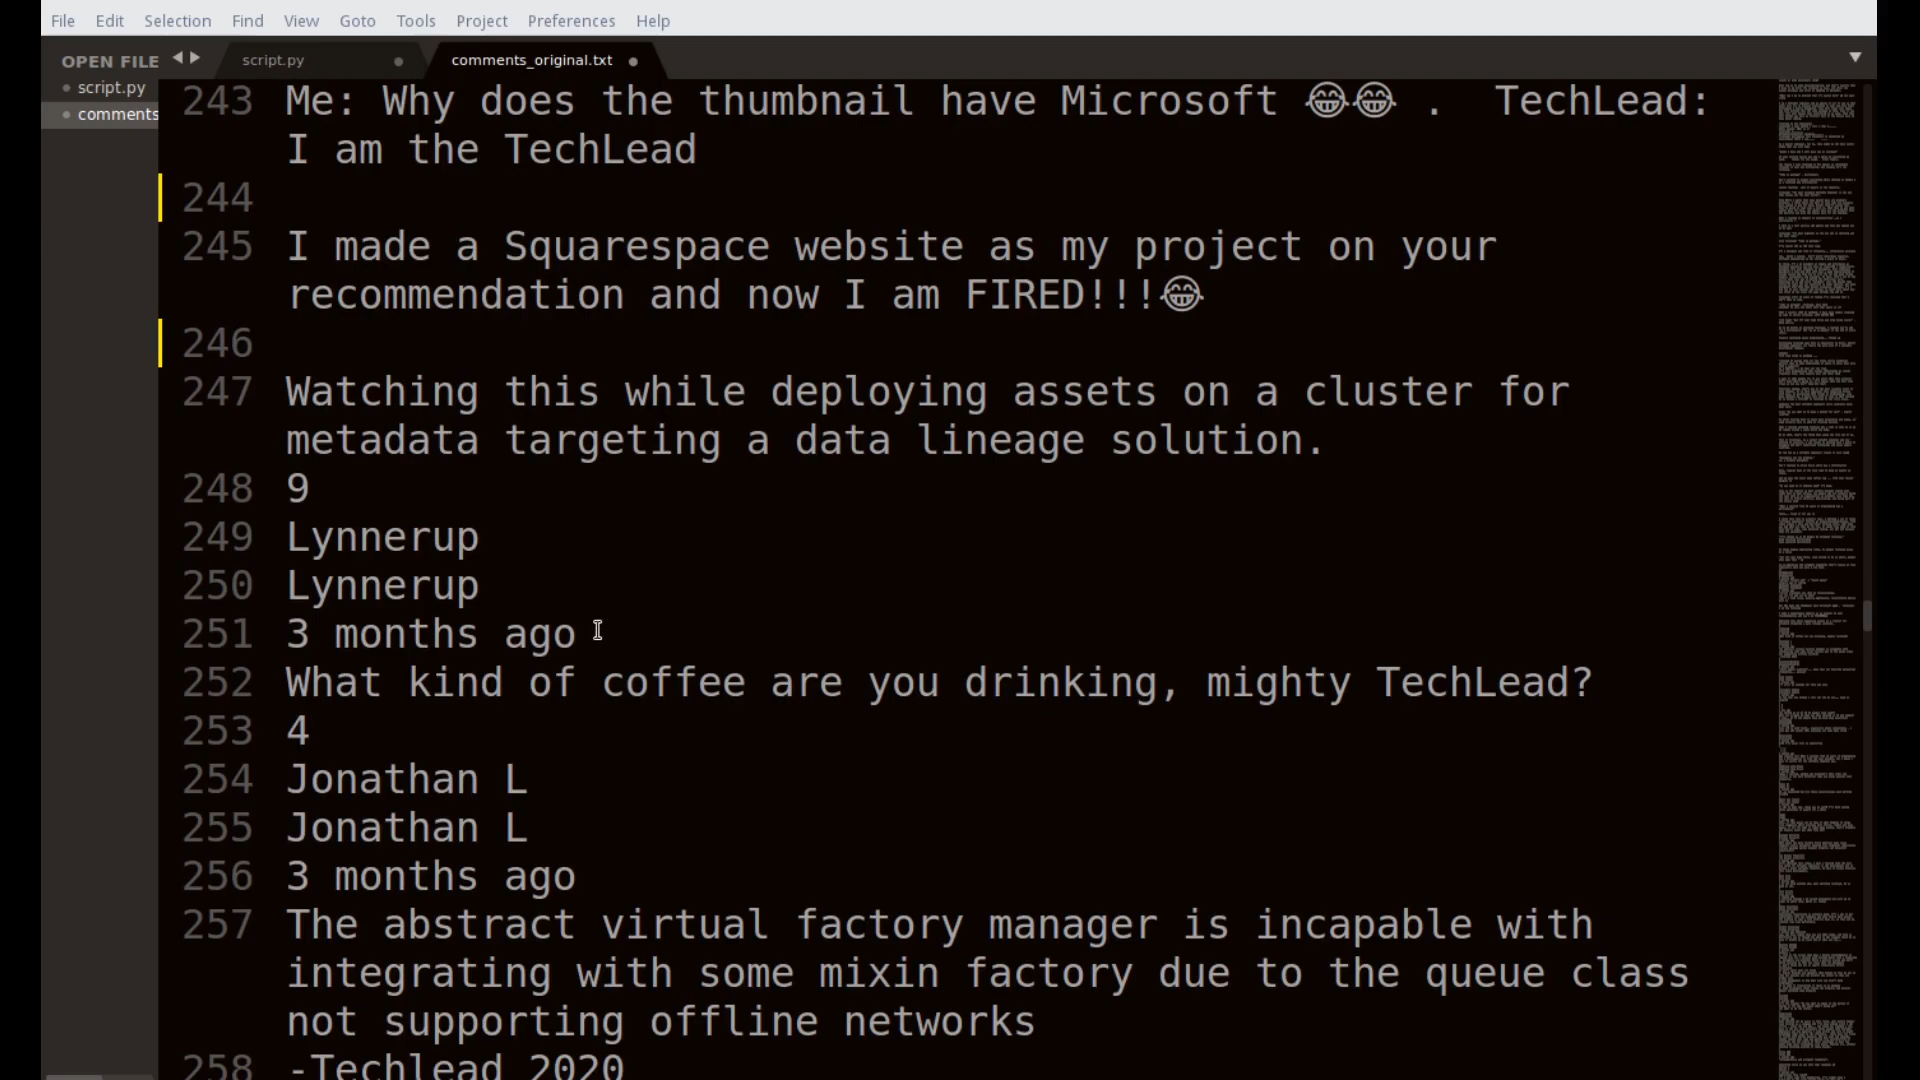 File Edit Selection Find View Goto Tools Project Preferences Help
OPEN FILE
script.py
comments_original.txt
script.py
comments
243 Me: Why does the thumbnail have Microsoft 😂😂 .  TechLead:
I am the TechLead
244
245 I made a Squarespace website as my project on your
recommendation and now I am FIRED!!!😂
246
247 Watching this while deploying assets on a cluster for
metadata targeting a data lineage solution.
248 9
249 Lynnerup
250 Lynnerup
251 3 months ago
252 What kind of coffee are you drinking, mighty TechLead?
253 4
254 Jonathan L
255 Jonathan L
256 3 months ago
257 The abstract virtual factory manager is incapable with
integrating with some mixin factory due to the queue class
not supporting offline networks
258 -Techlead 2020